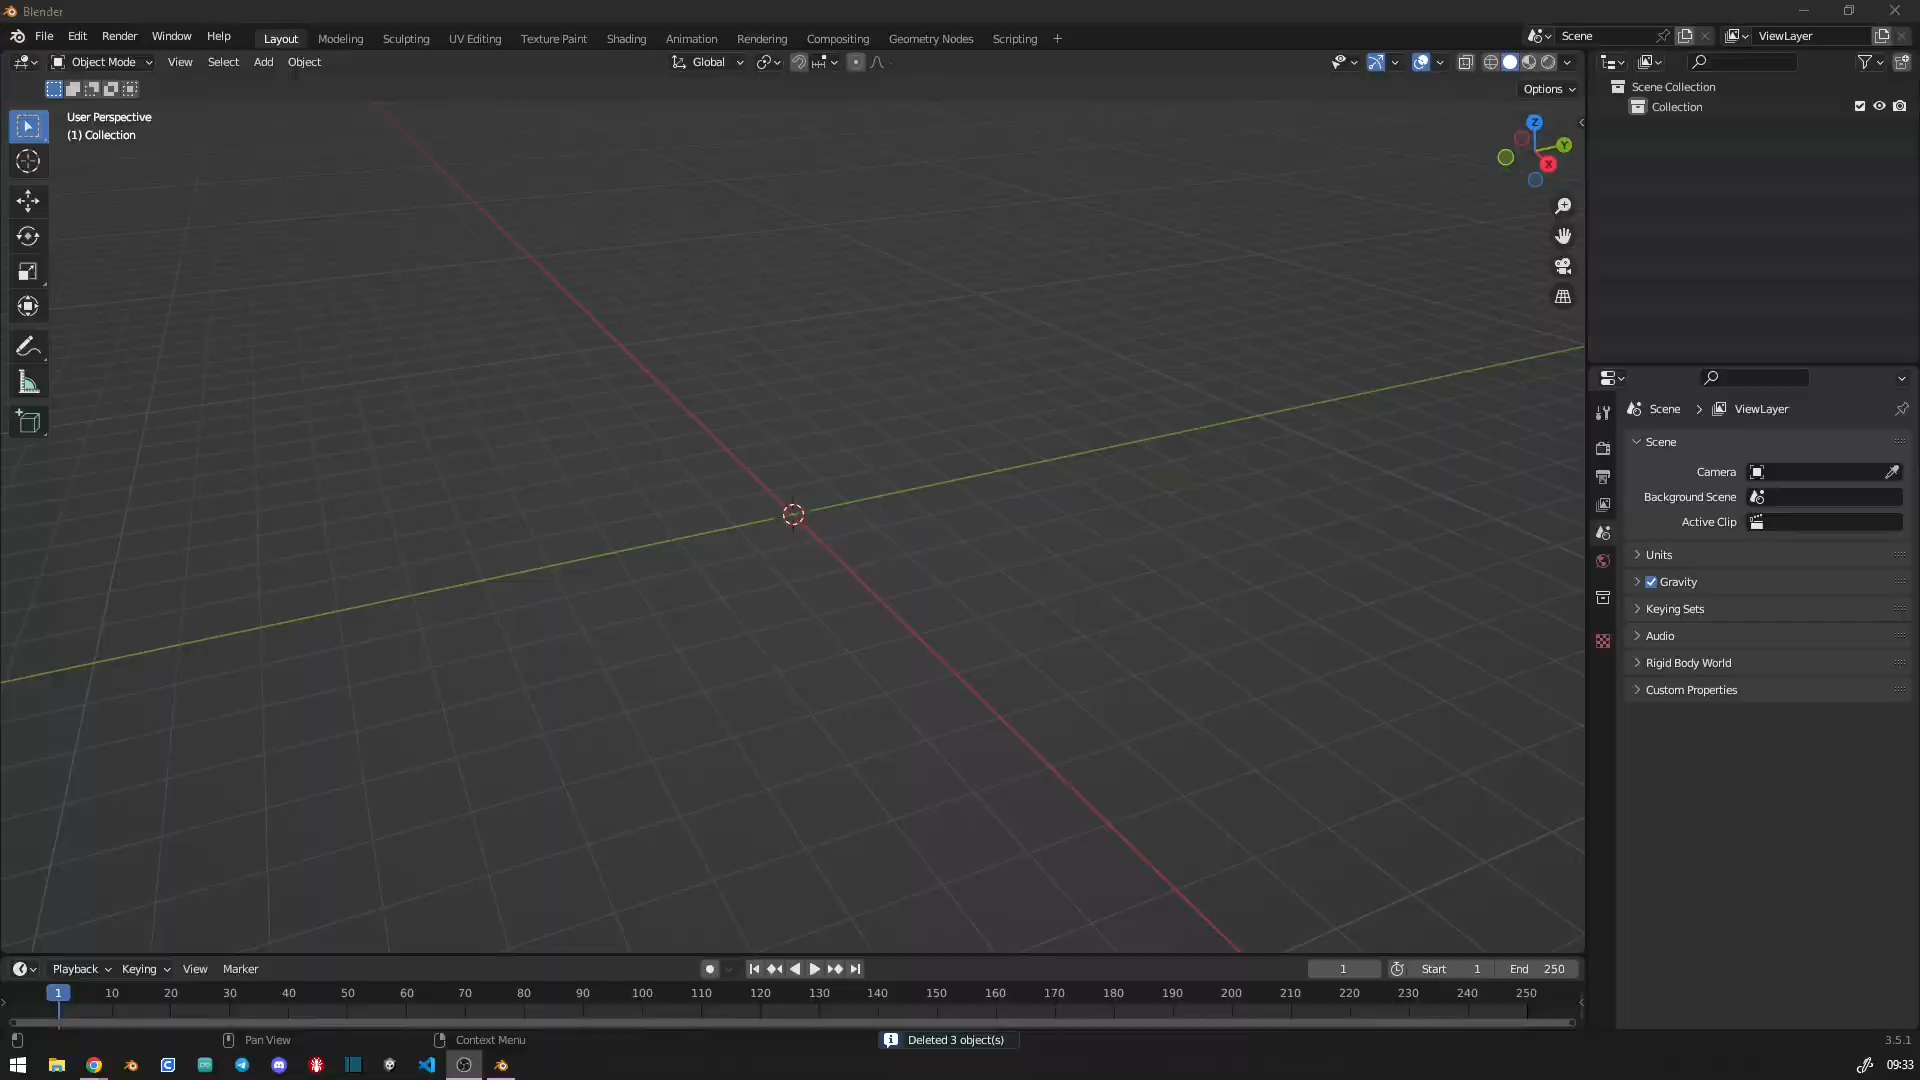 Blender
File Edit Render Window Help
Layout Modeling Sculpting UV Editing Texture Paint Shading Animation Rendering Compositing Geometry Nodes Scripting +
Scene
ViewLayer
Object Mode View Select Add Object
Global
Options
User Perspective
(1) Collection
Z
Y
X
Scene Collection
Collection
Scene > ViewLayer
Scene
Camera
Background Scene
Active Clip
Units
Gravity
Keying Sets
Audio
Rigid Body World
Custom Properties
Playback Keying View Marker
1 Start 1 End 250
1 10 20 30 40 50 60 70 80 90 100 110 120 130 140 150 160 170 180 190 200 210 220 230 240 250
Pan View Context Menu Deleted 3 object(s) 3.5.1
09:33